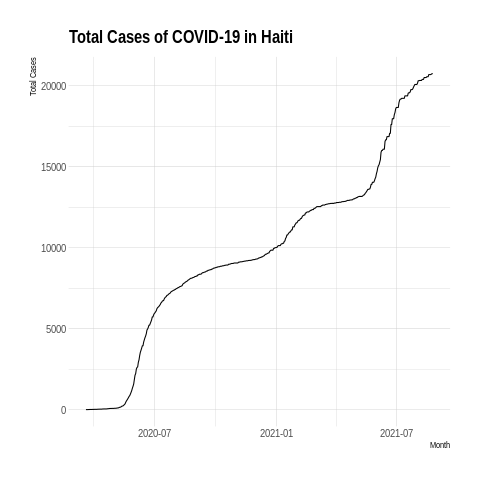 Total Cases of COVID-19 in Haiti
Total Cases
20000
15000
10000
5000
0
2020-07
2021-01
2021-07
Month